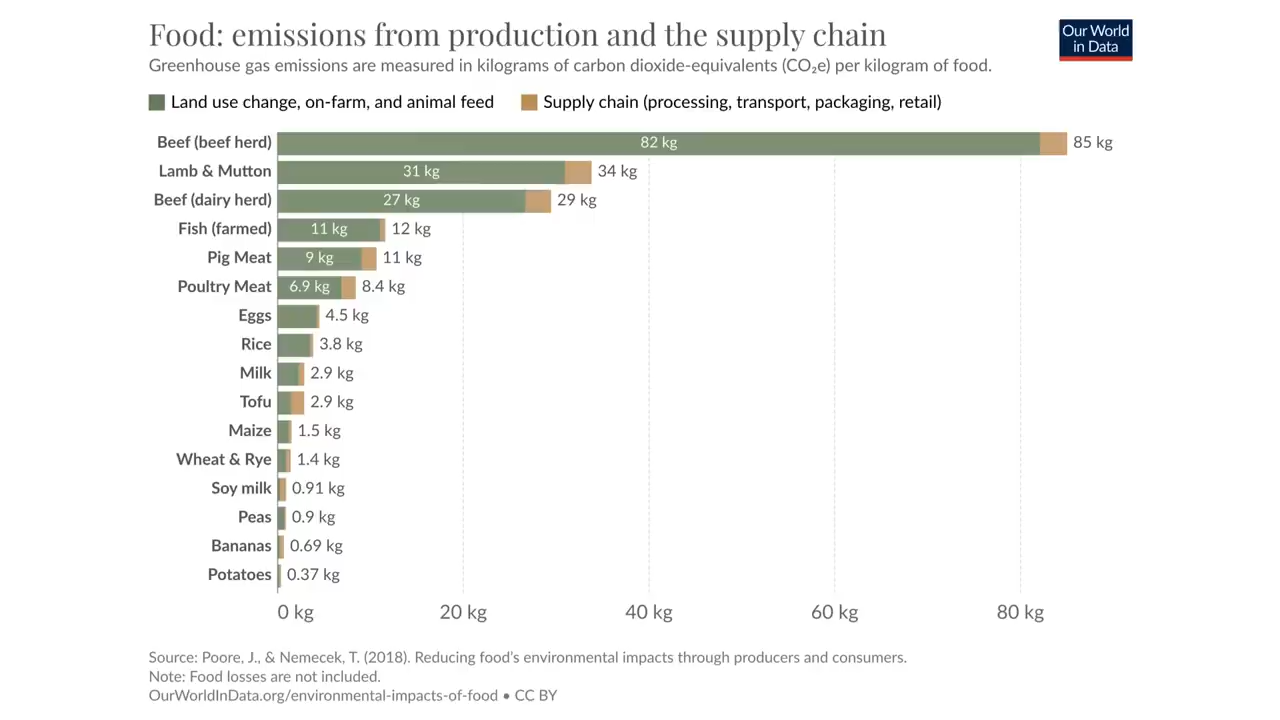 Food: emissions from production and the supply chain
Our World
in Data
Greenhouse gas emissions are measured in kilograms of carbon dioxide-equivalents (CO₂e) per kilogram of food.
Land use change, on-farm, and animal feed
Supply chain (processing, transport, packaging, retail)
Beef (beef herd) 82 kg 85 kg
Lamb & Mutton 31 kg 34 kg
Beef (dairy herd) 27 kg 29 kg
Fish (farmed) 11 kg 12 kg
Pig Meat 9 kg 11 kg
Poultry Meat 6.9 kg 8.4 kg
Eggs 4.5 kg
Rice 3.8 kg
Milk 2.9 kg
Tofu 2.9 kg
Maize 1.5 kg
Wheat & Rye 1.4 kg
Soy milk 0.91 kg
Peas 0.9 kg
Bananas 0.69 kg
Potatoes 0.37 kg
0 kg 20 kg 40 kg 60 kg 80 kg
Source: Poore, J., & Nemecek, T. (2018). Reducing food's environmental impacts through producers and consumers.
Note: Food losses are not included.
OurWorldInData.org/environmental-impacts-of-food • CC BY